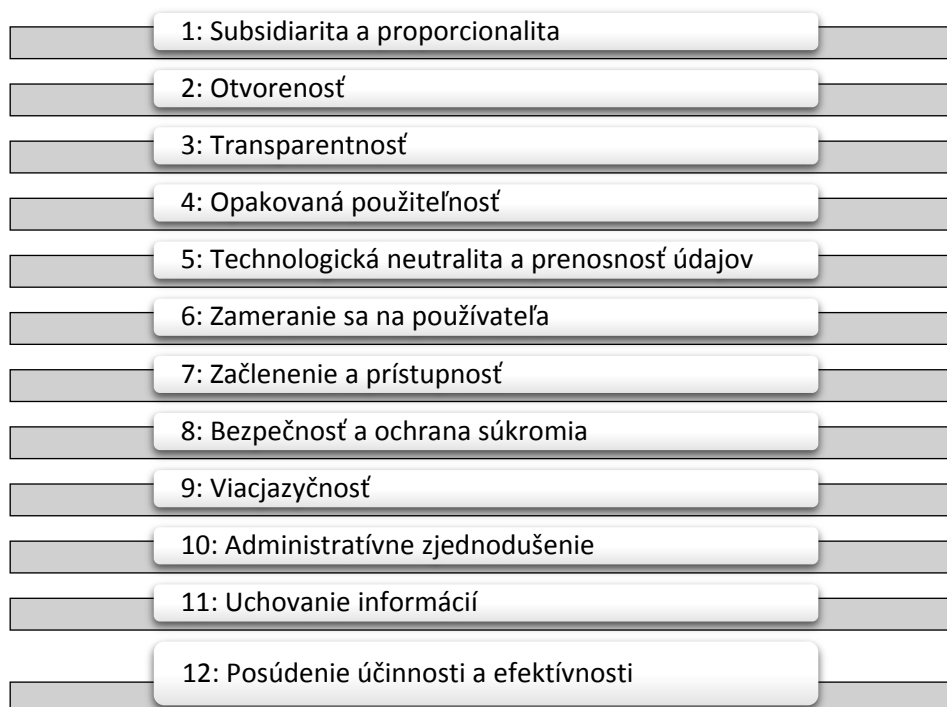 1: Subsidiarita a proporcionalita
2: Otvorenosť
3: Transparentnosť
4: Opakovaná použiteľnosť
5: Technologická neutralita a prenosnosť údajov
6: Zameranie sa na používateľa
7: Začlenenie a prístupnosť
8: Bezpečnosť a ochrana súkromia
9: Viacjazyčnosť
10: Administratívne zjednodušenie
11: Uchovanie informácií
12: Posúdenie účinnosti a efektívnosti